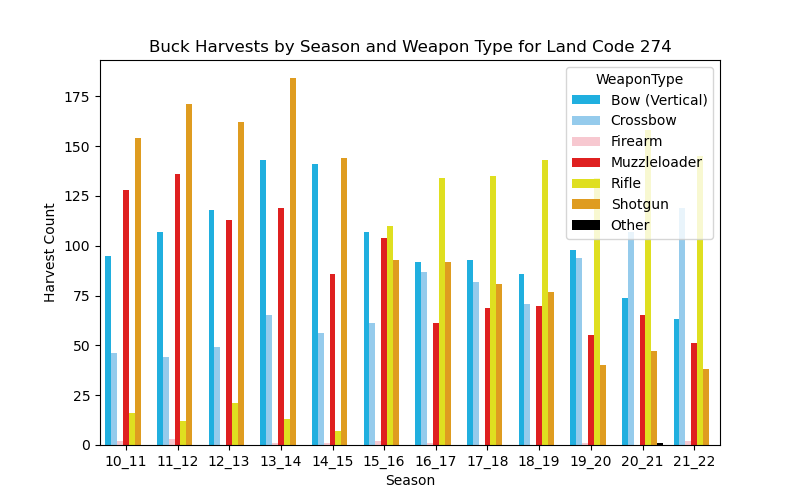 Buck Harvests by Season and Weapon Type for Land Code 274
WeaponType
Bow (Vertical)
Crossbow
Firearm
Muzzleloader
Rifle
Shotgun
Other
Harvest Count
175
150
125
100
75
50
25
0
10_11 11_12 12_13 13_14 14_15 15_16 16_17 17_18 18_19 19_20 20_21 21_22
Season